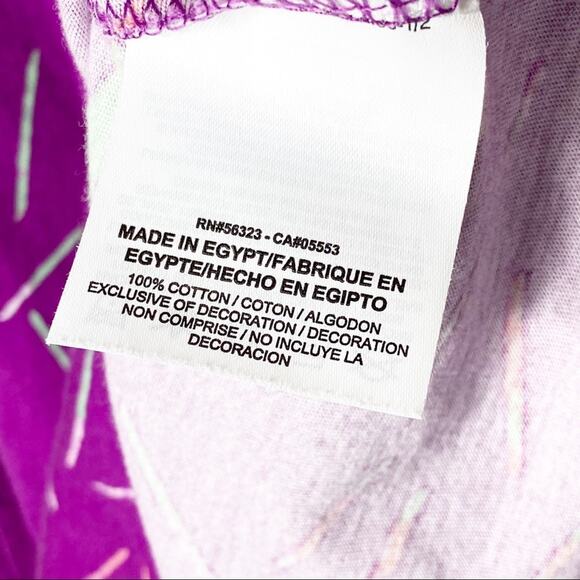 RN#56323 - CA#05553
MADE IN EGYPT/FABRIQUE EN
EGYPTE/HECHO EN EGIPTO
100% COTTON / COTON / ALGODON
EXCLUSIVE OF DECORATION / DECORATION
NON COMPRISE / NO INCLUYE LA
DECORACION